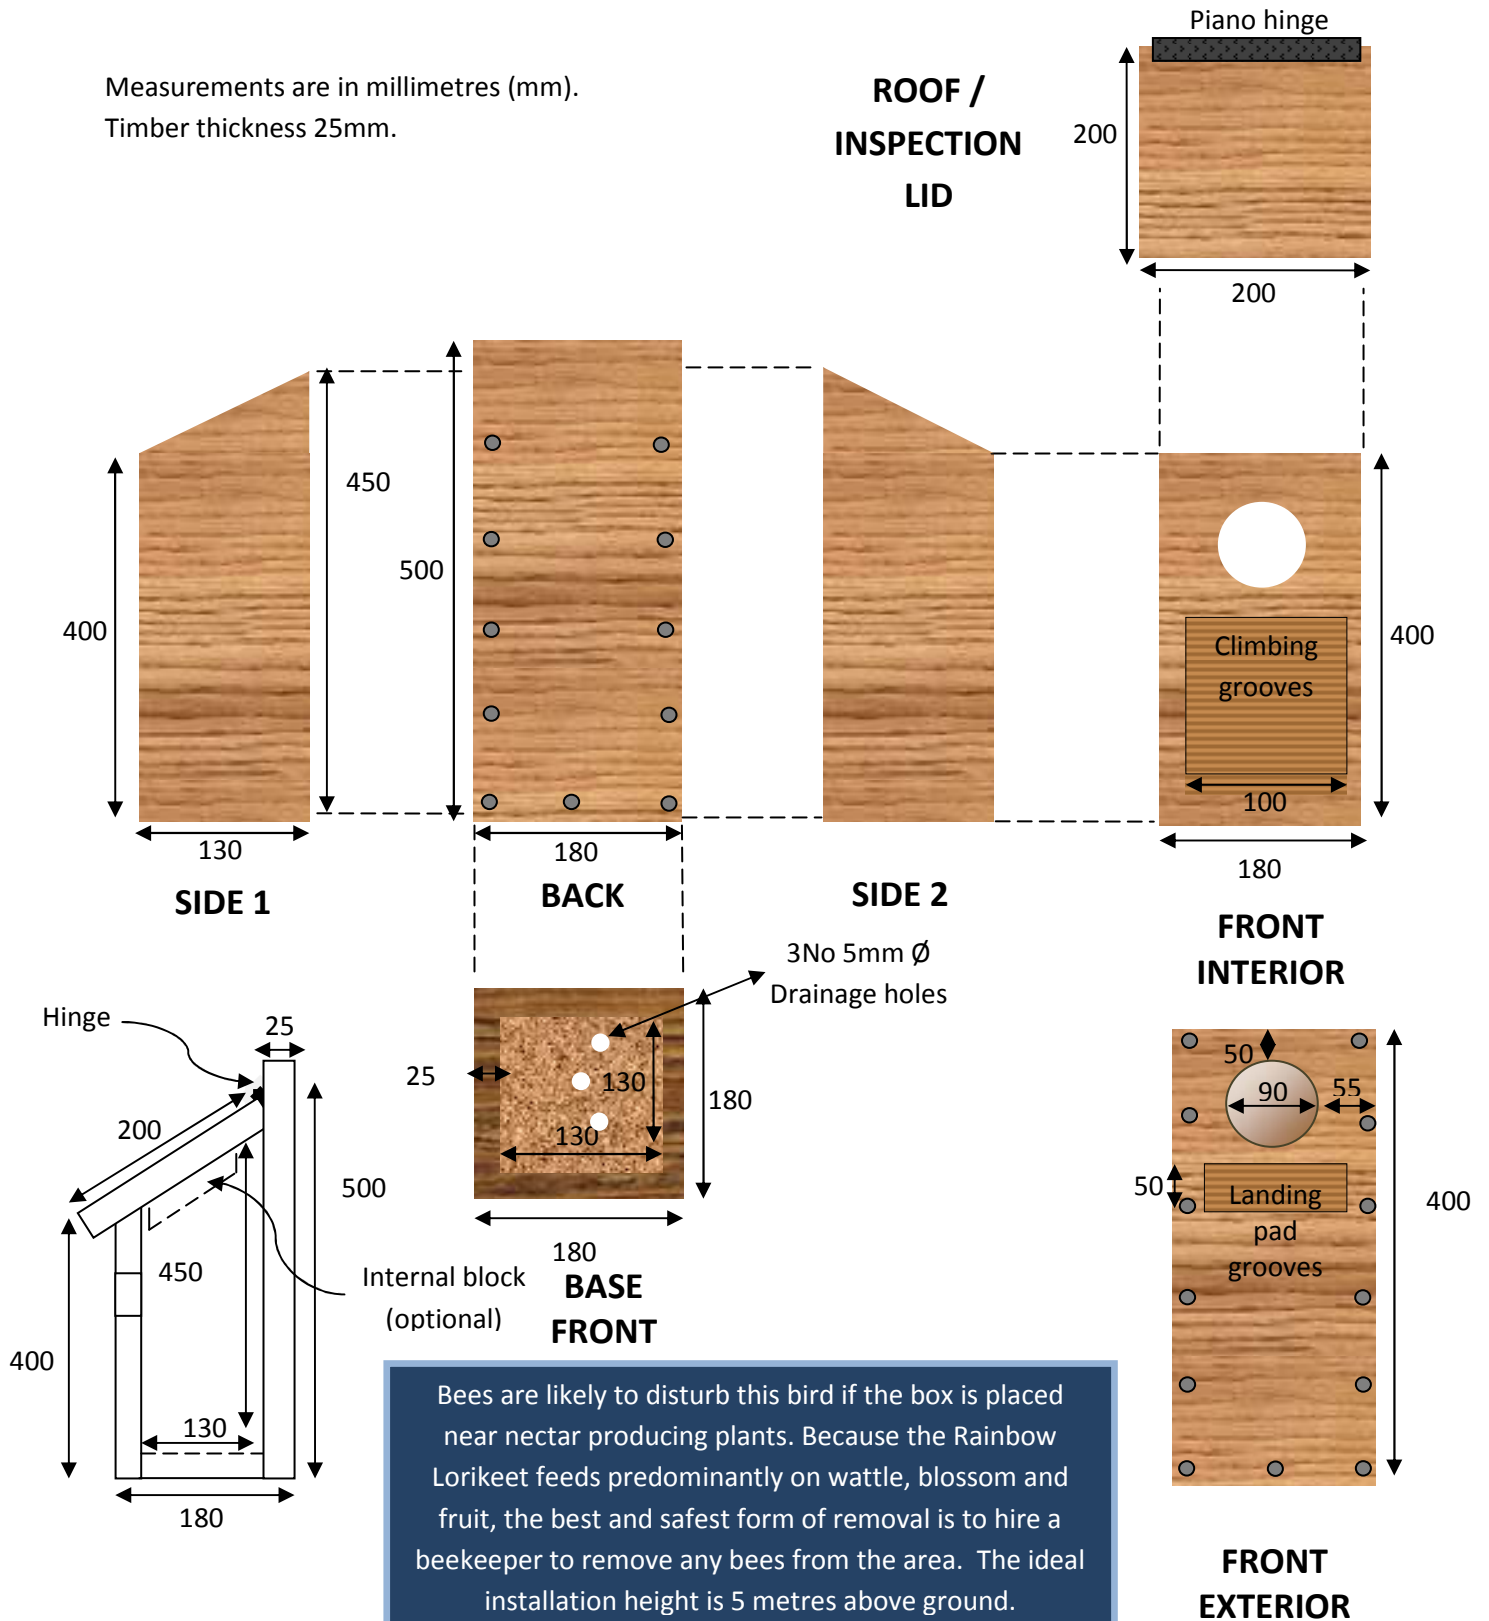 Piano hinge
Measurements are in millimetres (mm).
Timber thickness 25mm.
ROOF /
INSPECTION
LID
200
200
400
450
130
SIDE 1
500
180
BACK
SIDE 2
Climbing
grooves
100
400
180
FRONT
INTERIOR
3No 5mm Ø
Drainage holes
25
130
130
180
180
BASE
FRONT
Hinge
25
200
500
450
400
130
180
Internal block
(optional)
50
90
55
50
Landing
pad
grooves
400
FRONT
EXTERIOR
Bees are likely to disturb this bird if the box is placed
near nectar producing plants. Because the Rainbow
Lorikeet feeds predominantly on wattle, blossom and
fruit, the best and safest form of removal is to hire a
beekeeper to remove any bees from the area.  The ideal
installation height is 5 metres above ground.